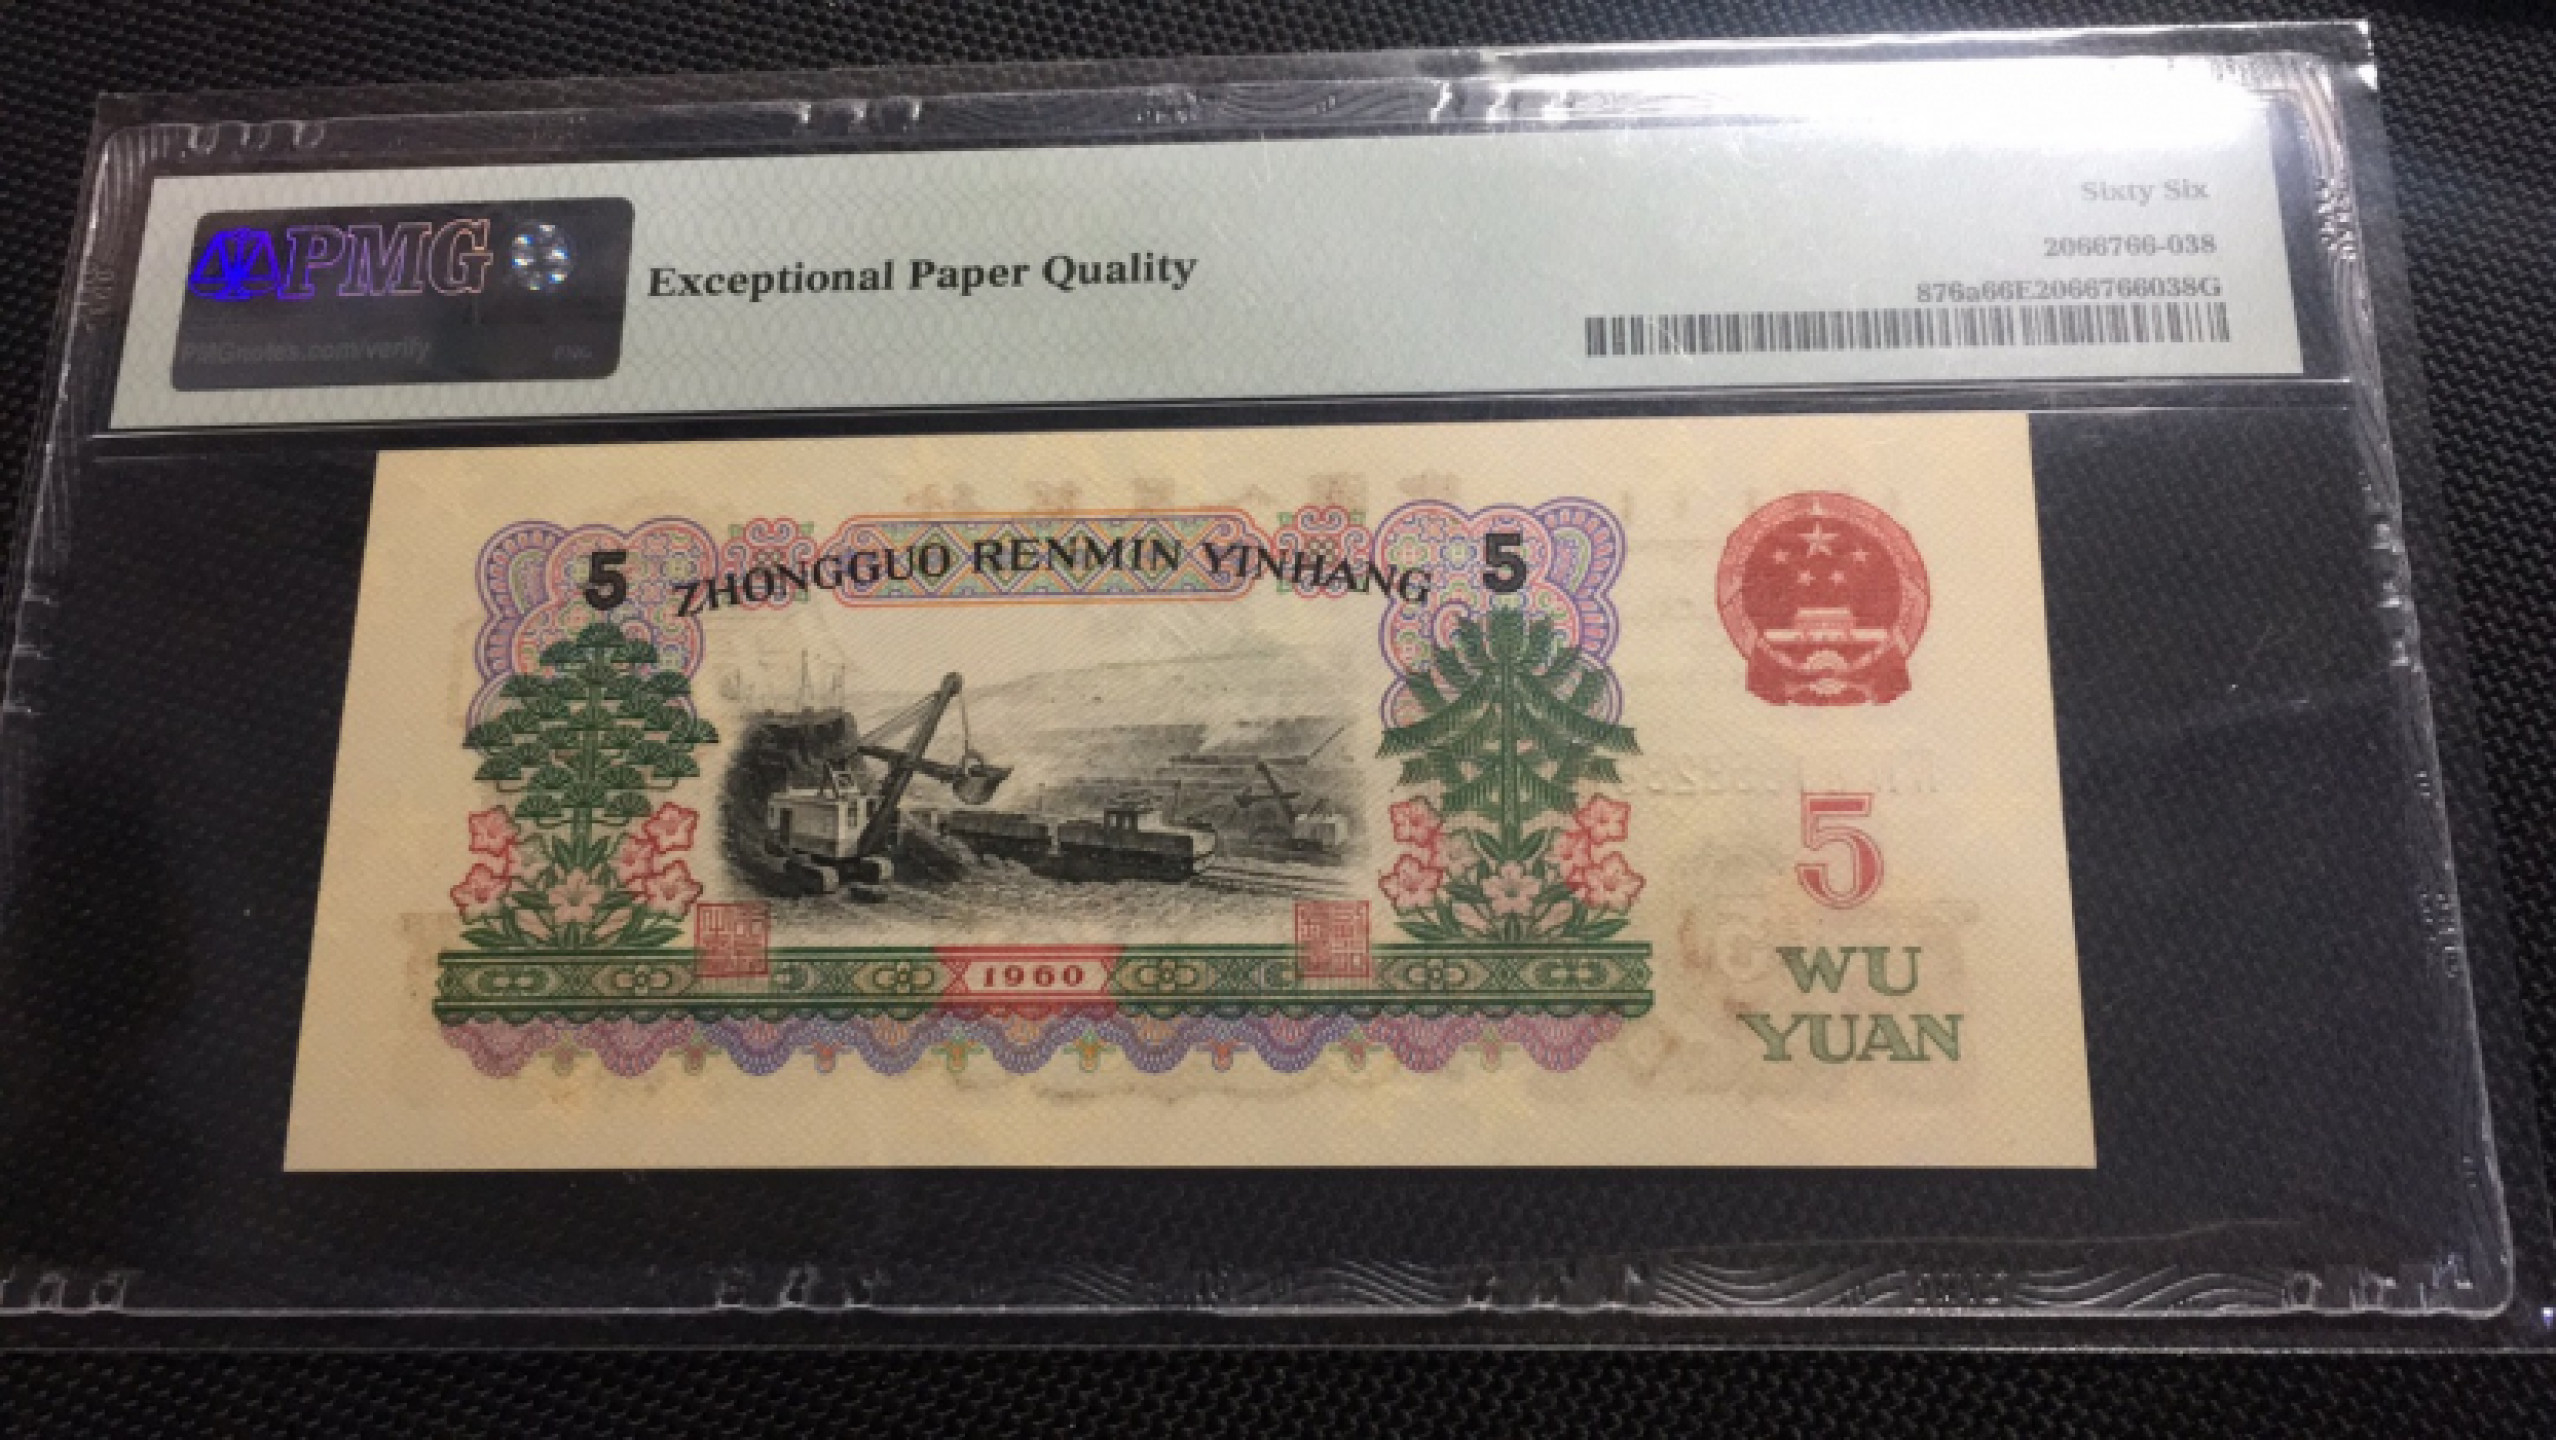 PMG
PMGnotes.com/verify
PMG
Exceptional Paper Quality
Sixty Six
2066766-038
876a66E2066766038G
5 ZHONGGUO RENMIN YINHANG 5
1960
5
WU
YUAN